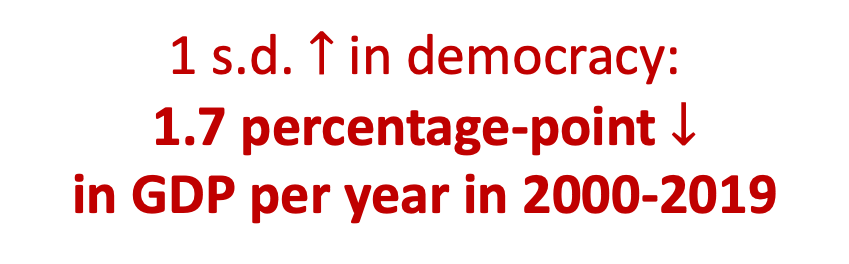 1 s.d. ↑ in democracy:
1.7 percentage-point ↓
in GDP per year in 2000-2019